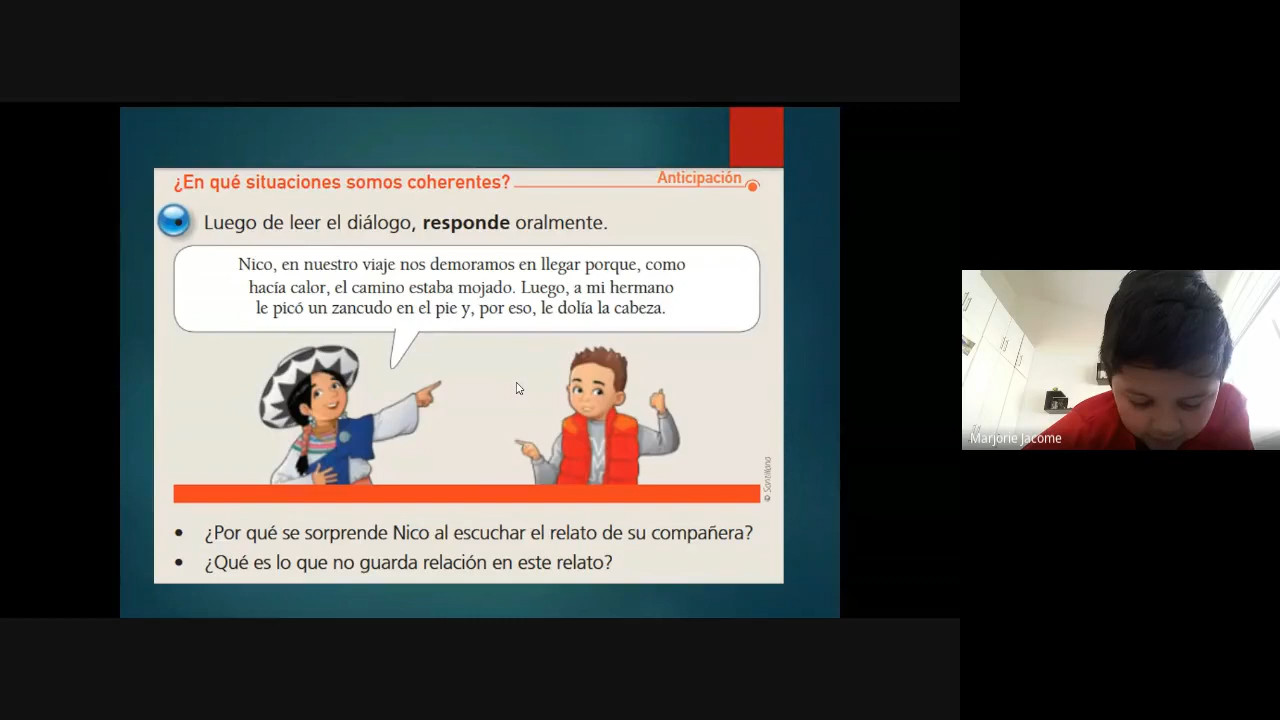 ¿En qué situaciones somos coherentes?
Anticipación
Luego de leer el diálogo, responde oralmente.
Nico, en nuestro viaje nos demoramos en llegar porque, como
hacía calor, el camino estaba mojado. Luego, a mi hermano
le picó un zancudo en el pie y, por eso, le dolía la cabeza.
© Santillana
• ¿Por qué se sorprende Nico al escuchar el relato de su compañera?
• ¿Qué es lo que no guarda relación en este relato?
Marjorie Jacome